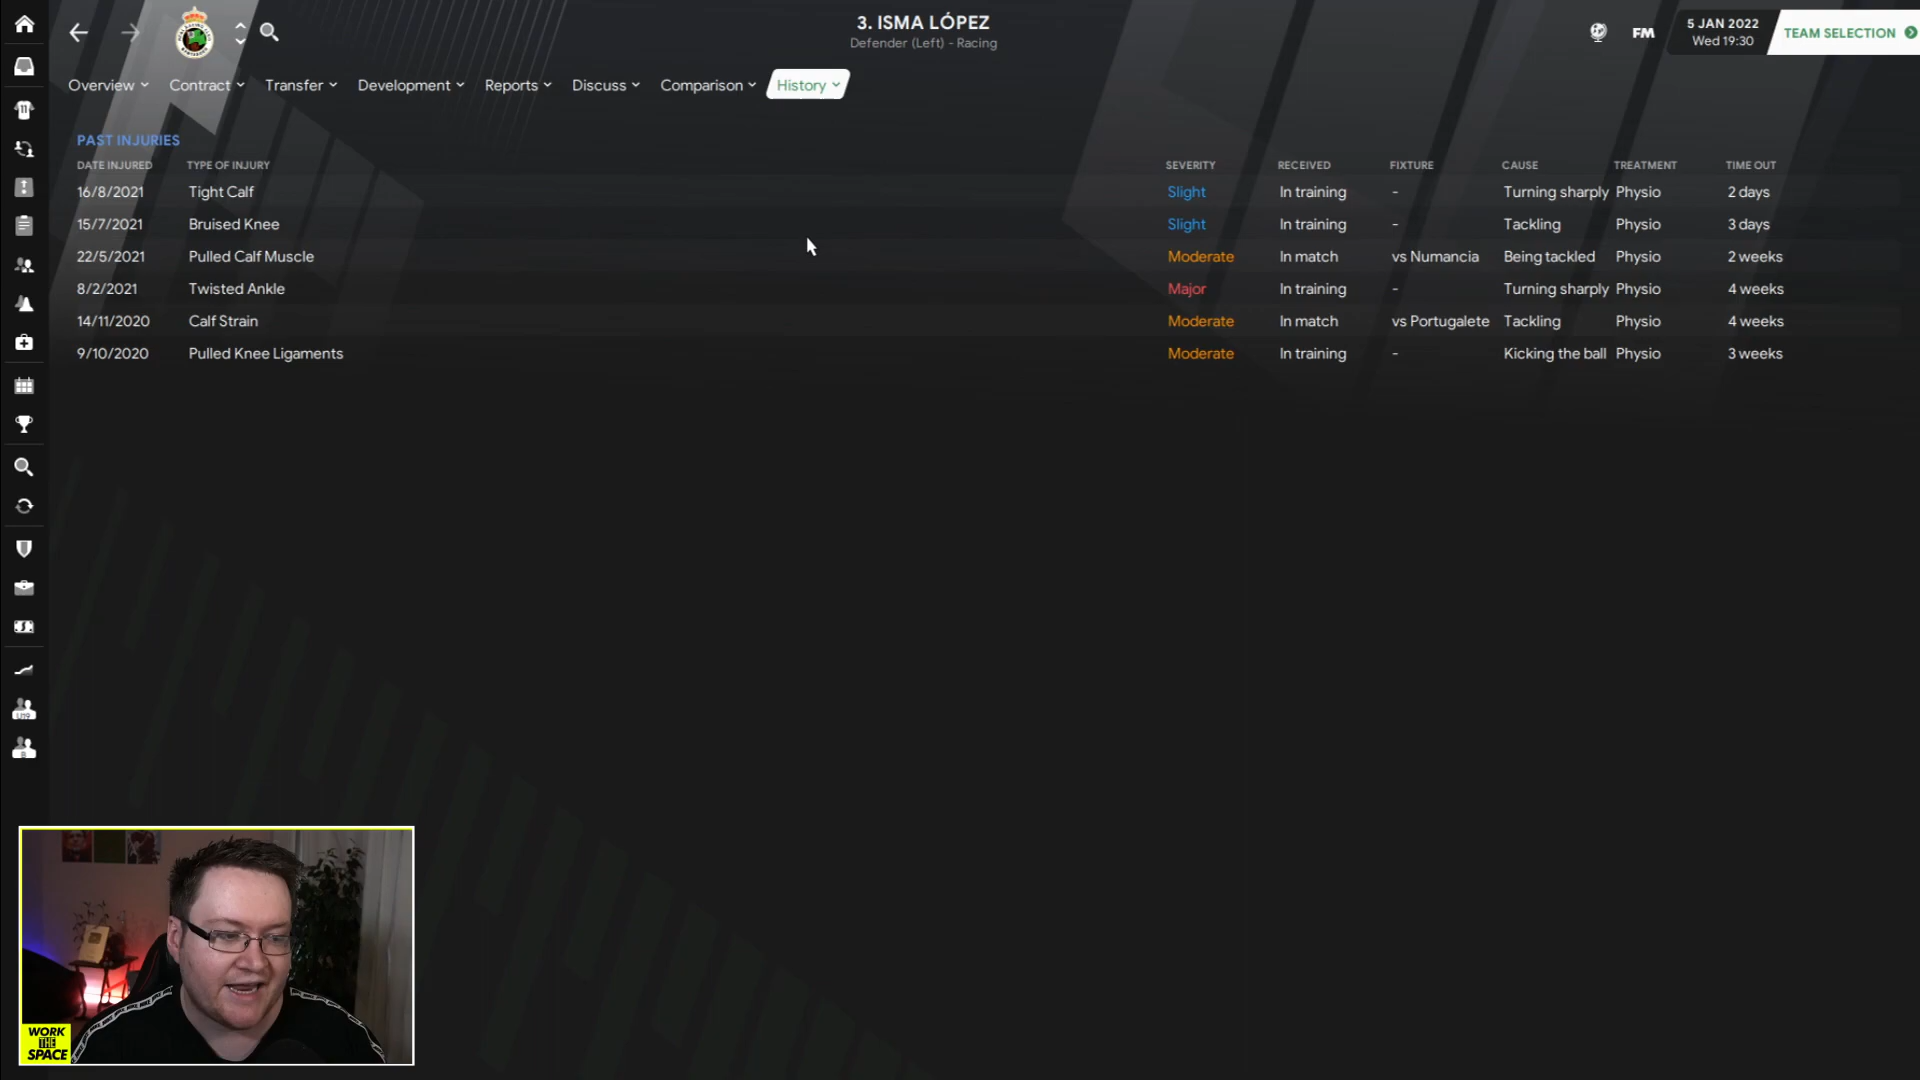 3. ISMA LÓPEZ
Defender (Left) - Racing
FM
5 JAN 2022
Wed 19:30
TEAM SELECTION
Overview
Contract
Transfer
Development
Reports
Discuss
Comparison
History
PAST INJURIES
DATE INJURED TYPE OF INJURY SEVERITY RECEIVED FIXTURE CAUSE TREATMENT TIME OUT
16/8/2021 Tight Calf Slight In training - Turning sharply Physio 2 days
15/7/2021 Bruised Knee Slight In training - Tackling Physio 3 days
22/5/2021 Pulled Calf Muscle Moderate In match vs Numancia Being tackled Physio 2 weeks
8/2/2021 Twisted Ankle Major In training - Turning sharply Physio 4 weeks
14/11/2020 Calf Strain Moderate In match vs Portugalete Tackling Physio 4 weeks
9/10/2020 Pulled Knee Ligaments Moderate In training - Kicking the ball Physio 3 weeks
11
U19
WORK
THE
SPACE